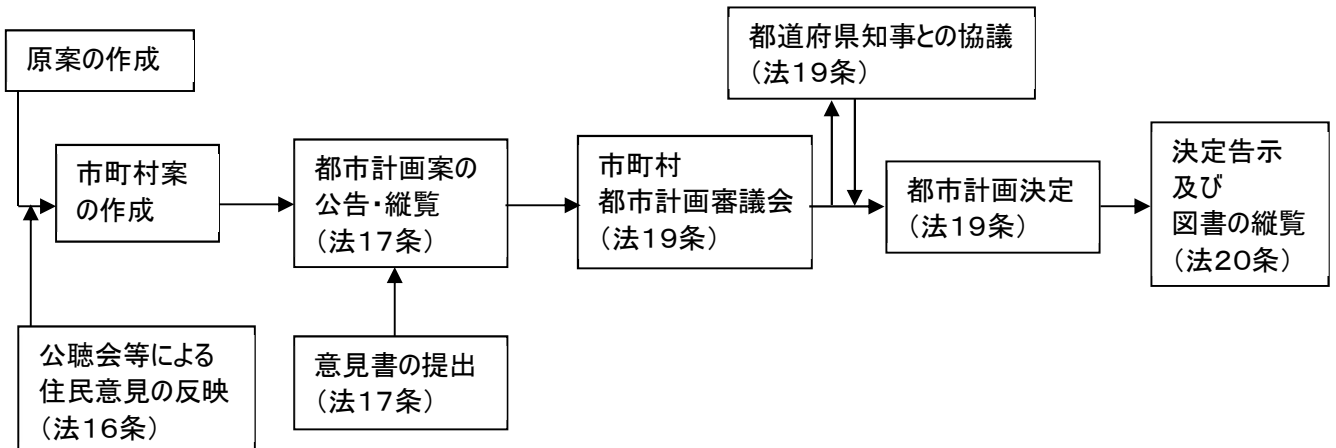 原案の作成
都道府県知事との協議
(法19条)
市町村案
の作成
都市計画案の
公告・縦覧
(法17条)
市町村
都市計画審議会
(法19条)
都市計画決定
(法19条)
決定告示
及び
図書の縦覧
(法20条)
公聴会等による
住民意見の反映
(法16条)
意見書の提出
(法17条)